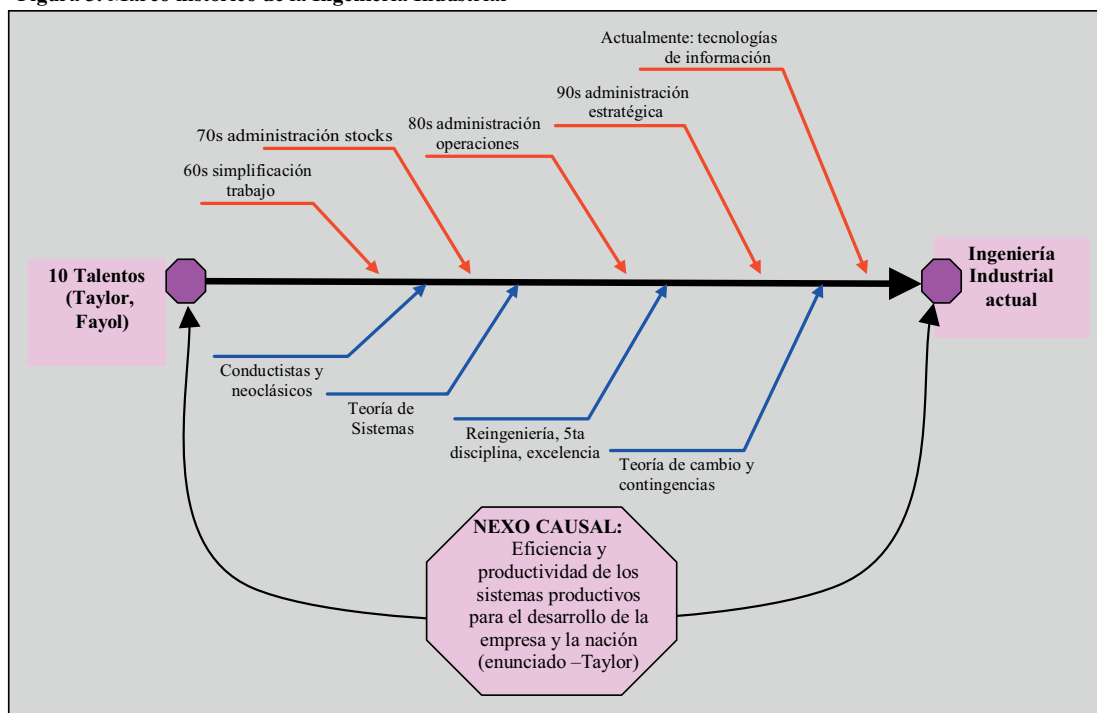 Actualmente: tecnologías
de información
90s administración
estratégica
80s administración
operaciones
70s administración stocks
60s simplificación
trabajo
10 Talentos
(Taylor,
Fayol)
Ingeniería
Industrial
actual
Conductistas y
neoclásicos
Teoría de
Sistemas
Reingeniería, 5ta
disciplina, excelencia
Teoría de cambio y
contingencias
NEXO CAUSAL:
Eficiencia y
productividad de los
sistemas productivos
para el desarrollo de la
empresa y la nación
(enunciado –Taylor)